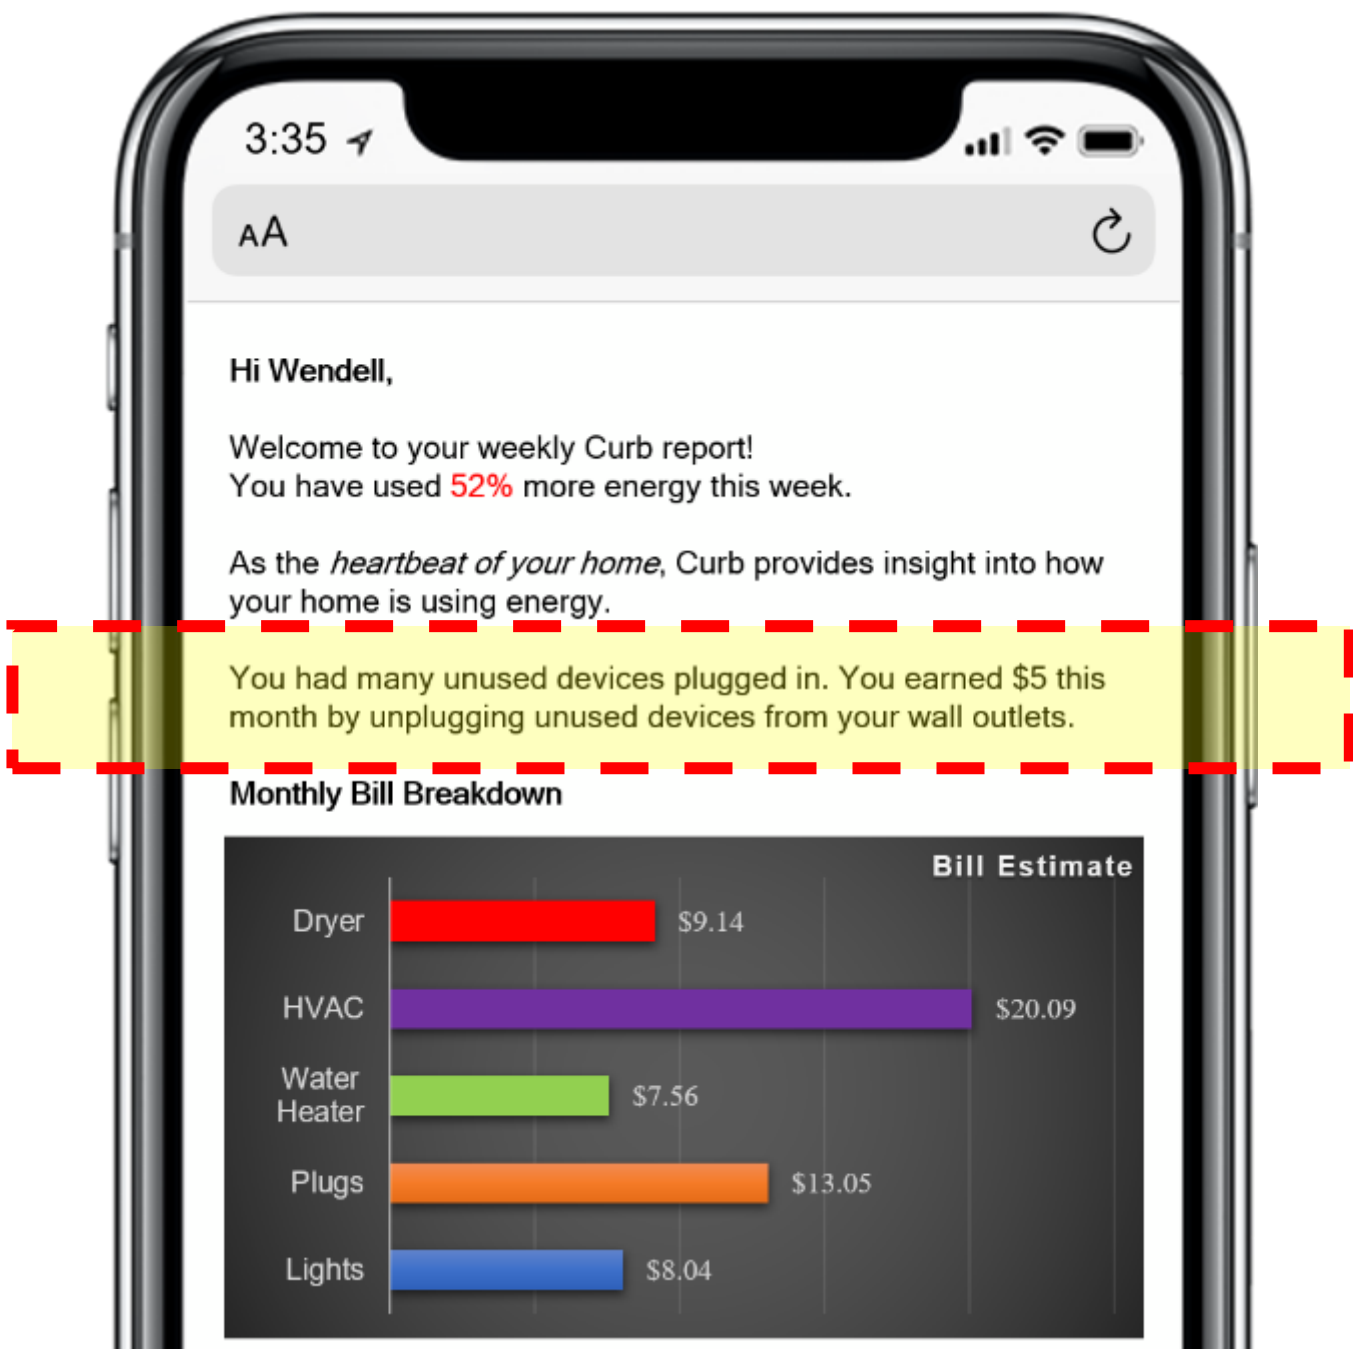 3:35
AA
Hi Wendell,
Welcome to your weekly Curb report!
You have used 52% more energy this week.
As the heartbeat of your home, Curb provides insight into how
your home is using energy.
You had many unused devices plugged in. You earned $5 this
month by unplugging unused devices from your wall outlets.
Monthly Bill Breakdown
Bill Estimate
Dryer $9.14
HVAC $20.09
Water
Heater $7.56
Plugs $13.05
Lights $8.04